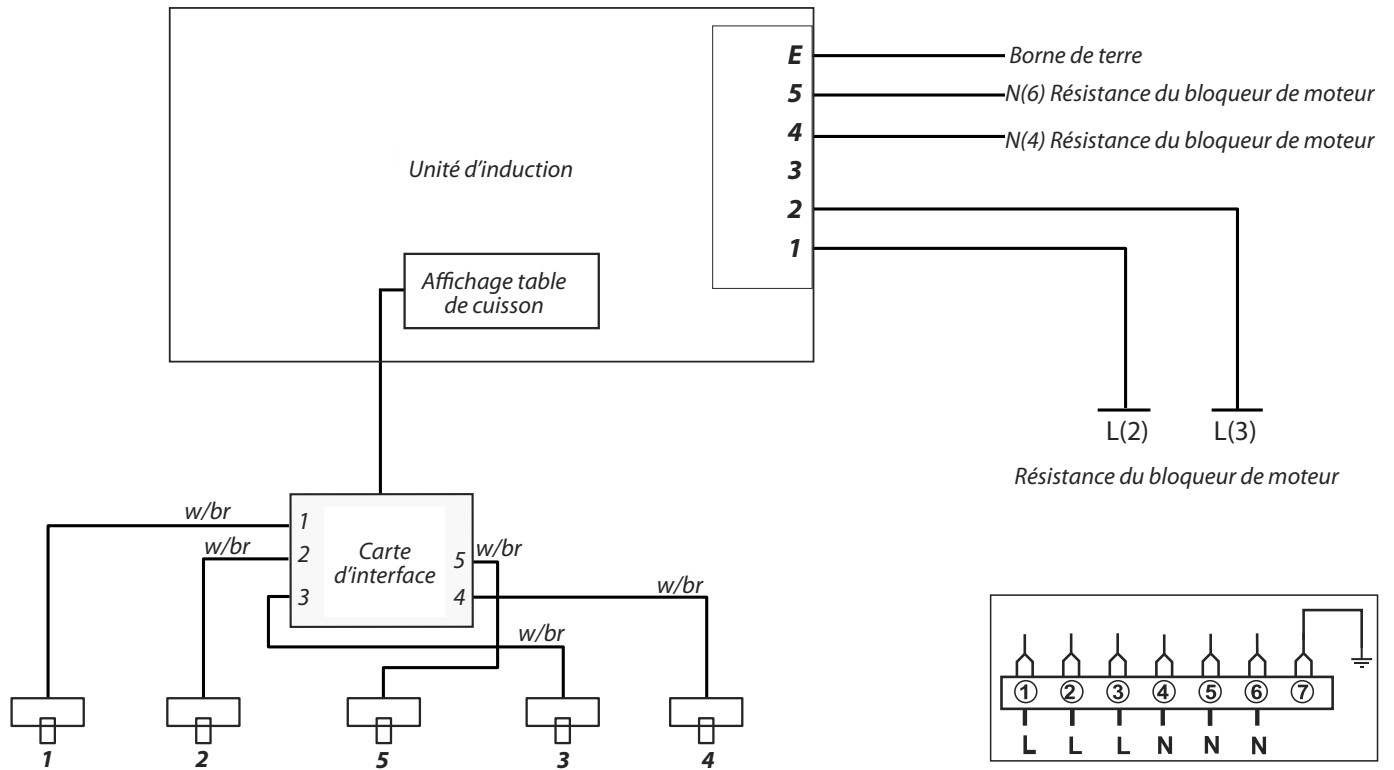 E
Borne de terre
5
N(6) Résistance du bloqueur de moteur
4
N(4) Résistance du bloqueur de moteur
3
2
1
Unité d'induction
Affichage table
de cuisson
L(2)
L(3)
Résistance du bloqueur de moteur
w/br
1
w/br
2
3
Carte
d'interface
5
w/br
4
w/br
w/br
1
2
5
3
4
1 2 3 4 5 6 7
L L L N N N